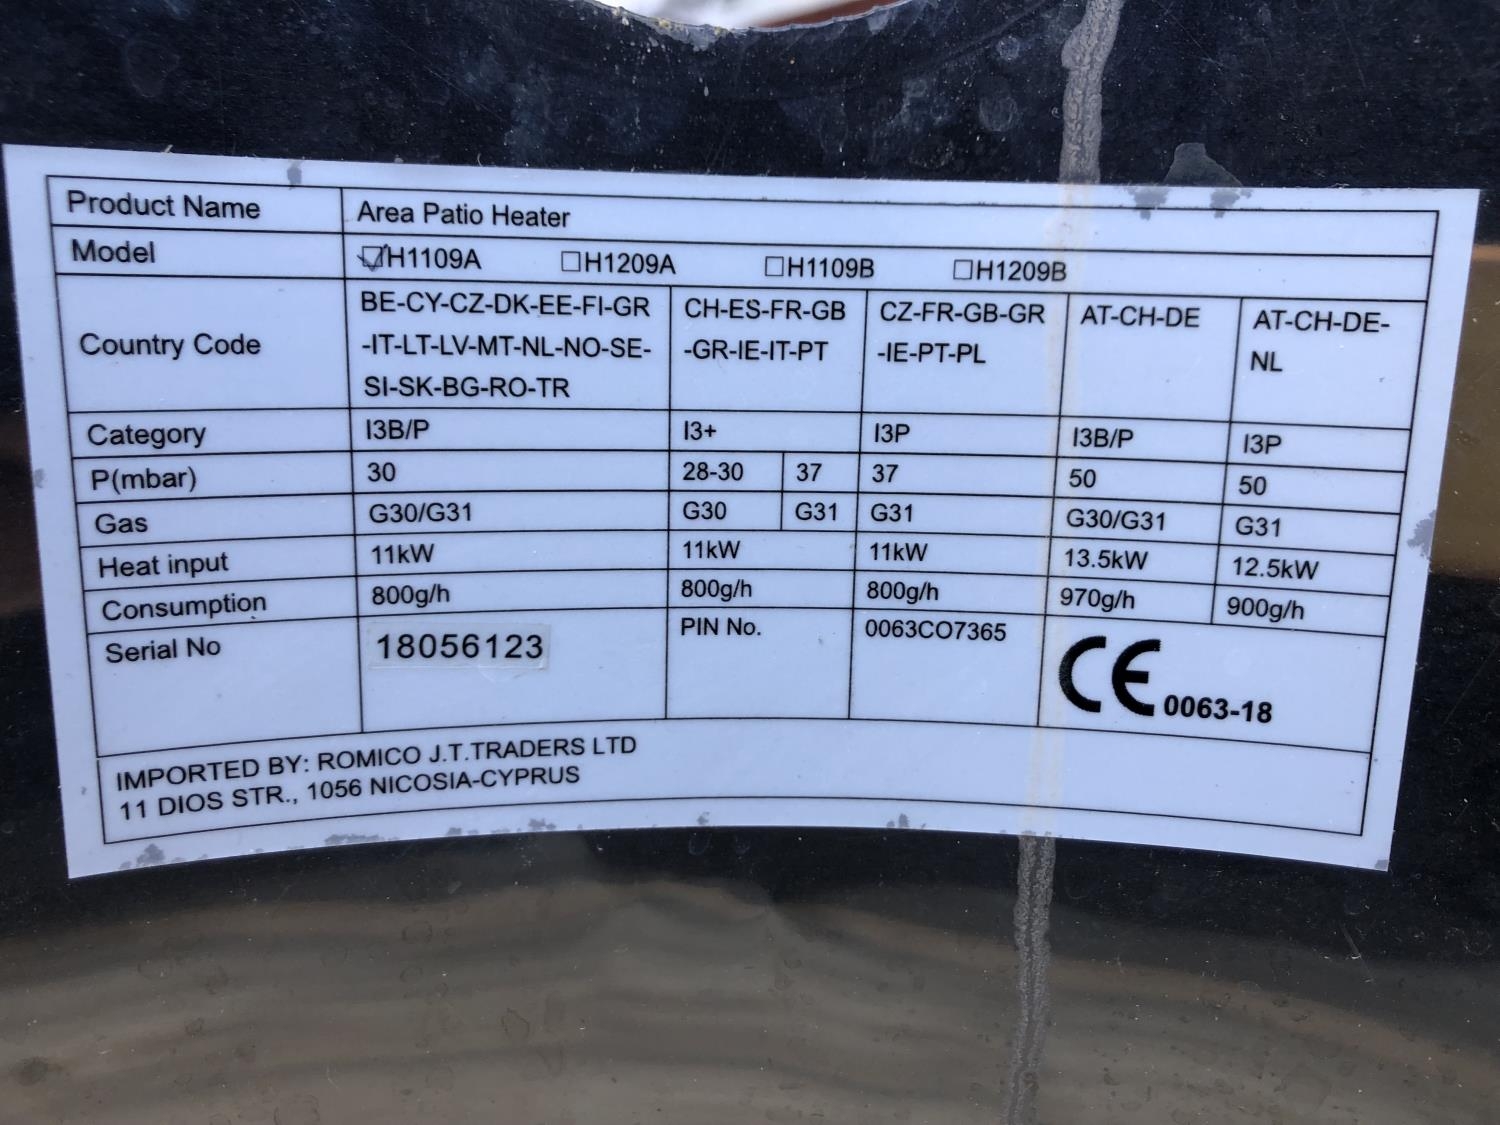 Product Name Area Patio Heater
Model ☑H1109A ☐H1209A ☐H1109B ☐H1209B
Country Code
BE-CY-CZ-DK-EE-FI-GR
-IT-LT-LV-MT-NL-NO-SE-
SI-SK-BG-RO-TR
CH-ES-FR-GB
-GR-IE-IT-PT
CZ-FR-GB-GR
-IE-PT-PL
AT-CH-DE
AT-CH-DE-
NL
Category I3B/P I3+ I3P I3B/P I3P
P(mbar) 30 28-30 37 37 50 50
Gas G30/G31 G30 G31 G31 G30/G31 G31
Heat input 11kW 11kW 11kW 13.5kW 12.5kW
Consumption 800g/h 800g/h 800g/h 970g/h 900g/h
Serial No 18056123 PIN No. 0063CO7365 CE 0063-18
IMPORTED BY: ROMICO J.T.TRADERS LTD
11 DIOS STR., 1056 NICOSIA-CYPRUS